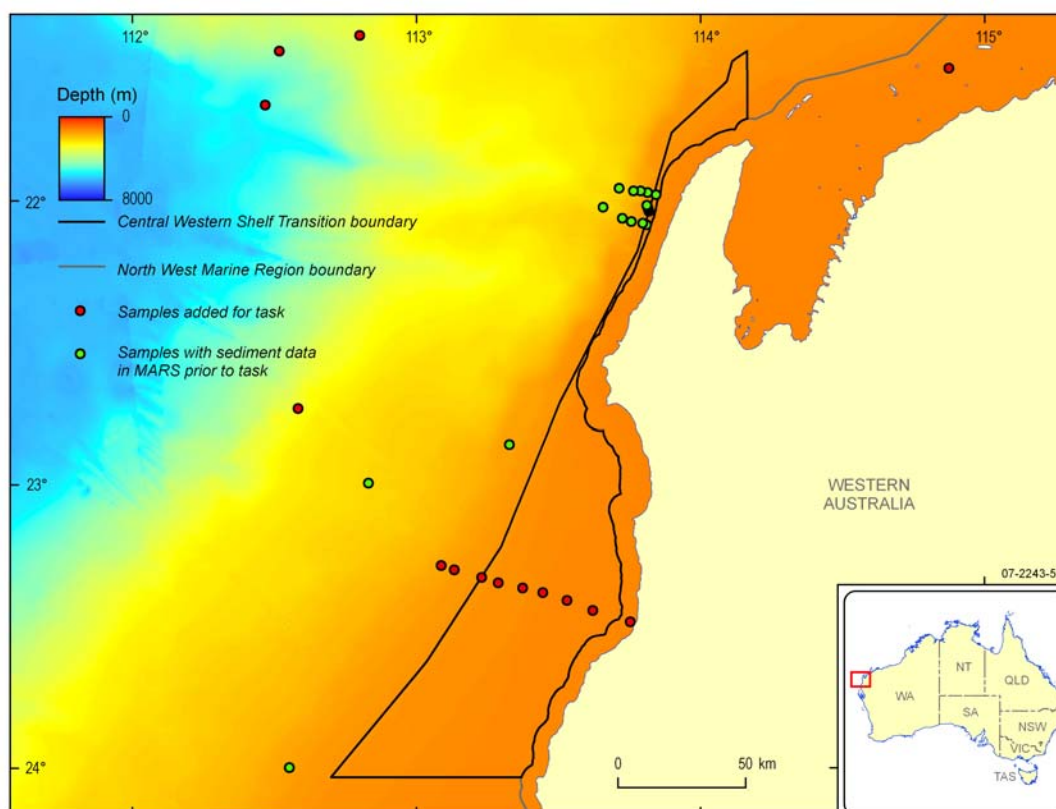 112°
113°
114°
115°
Depth (m)
0
8000
22°
Central Western Shelf Transition boundary
North West Marine Region boundary
Samples added for task
Samples with sediment data
in MARS prior to task
23°
WESTERN
AUSTRALIA
07-2243-5
24°
0
50 km
NT
QLD
WA
SA
NSW
VIC
TAS